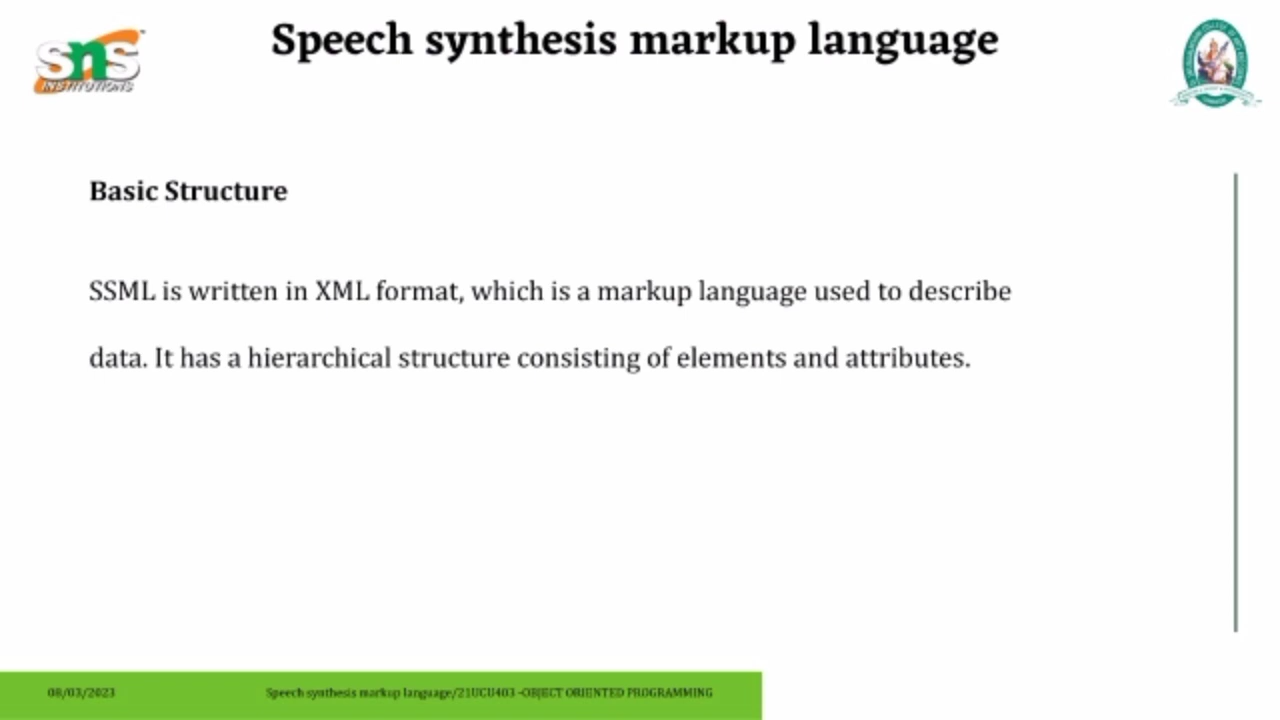 Speech synthesis markup language
sns
INSTITUTIONS
Basic Structure
SSML is written in XML format, which is a markup language used to describe
data. It has a hierarchical structure consisting of elements and attributes.
08/03/2023
Speech synthesis markup language/21UCU403 -OBJECT ORIENTED PROGRAMMING